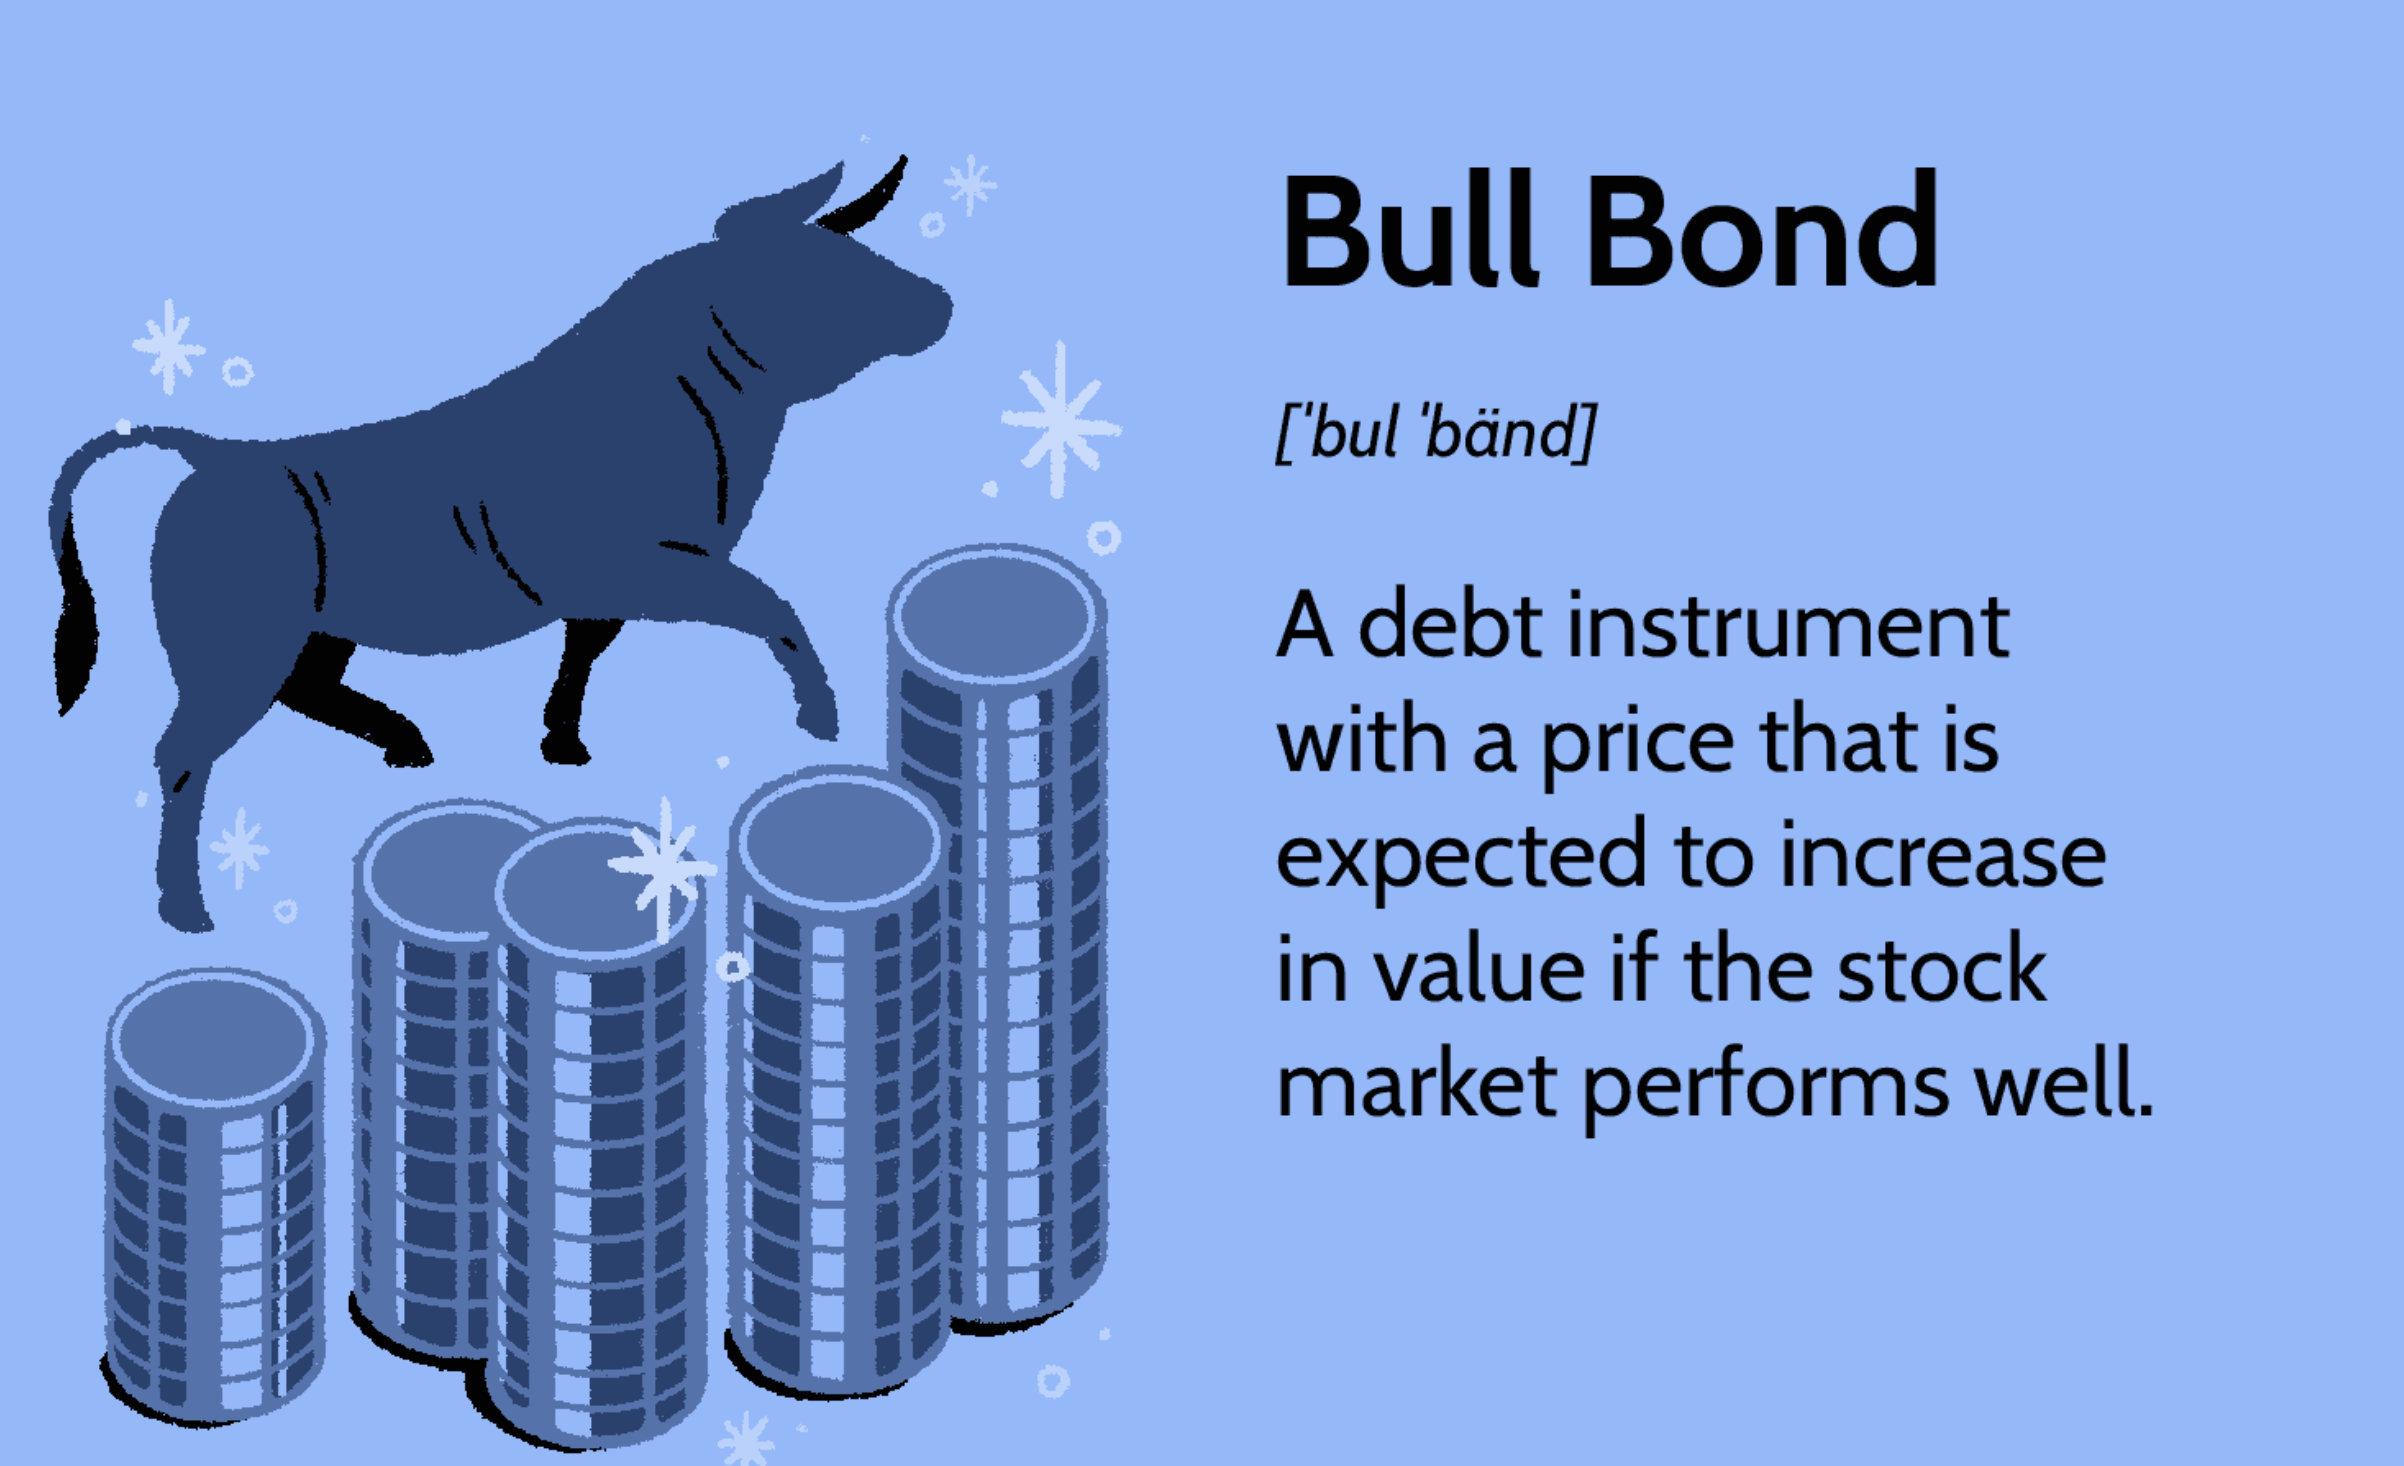 Bull Bond
[ˈbul ˈbänd]
A debt instrument
with a price that is
expected to increase
in value if the stock
market performs well.